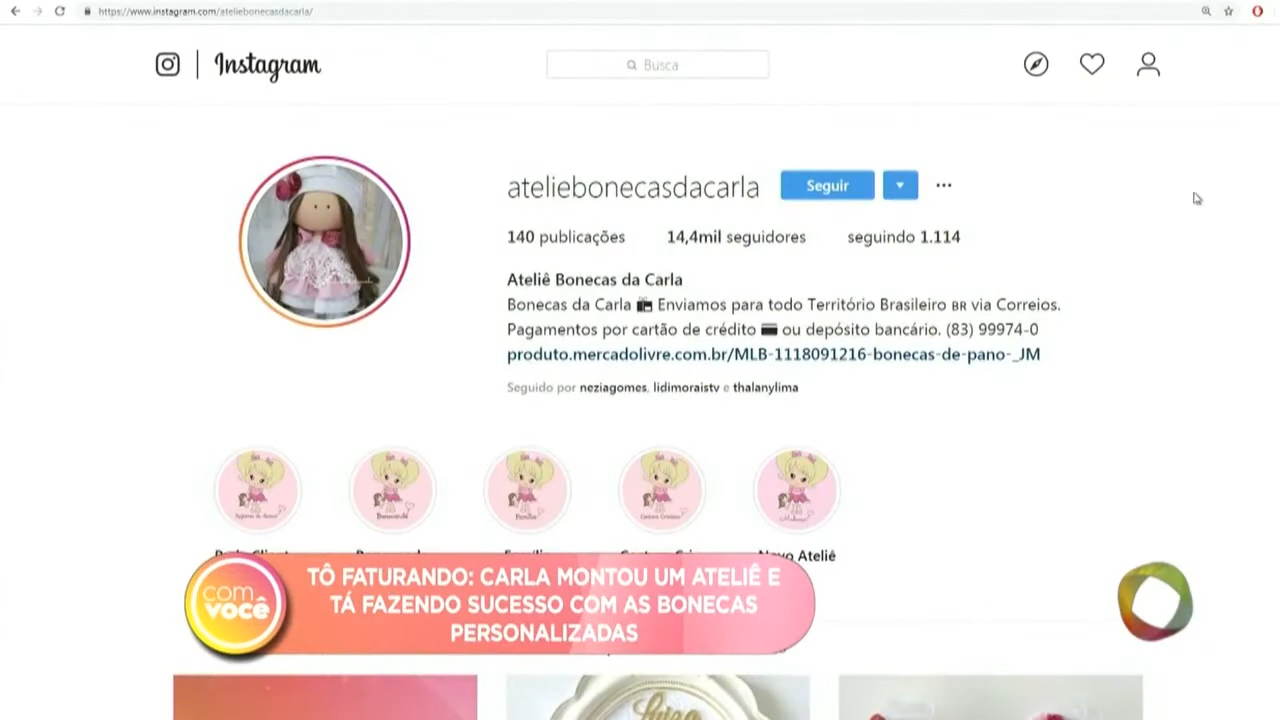 https://www.instagram.com/ateliebonecasdacarla/
Instagram
Busca
ateliebonecasdacarla
Seguir
140 publicações 14,4mil seguidores seguindo 1.114
Ateliê Bonecas da Carla
Bonecas da Carla Enviamos para todo Território Brasileiro BR via Correios.
Pagamentos por cartão de crédito ou depósito bancário. (83) 99974-0
produto.mercadolivre.com.br/MLB-1118091216-bonecas-de-pano-_JM
Seguido por neziagomes, lidimoraistv e thalanylima
Novo Ateliê
com você
TÔ FATURANDO: CARLA MONTOU UM ATELIÊ E
TÁ FAZENDO SUCESSO COM AS BONECAS
PERSONALIZADAS
Luiza